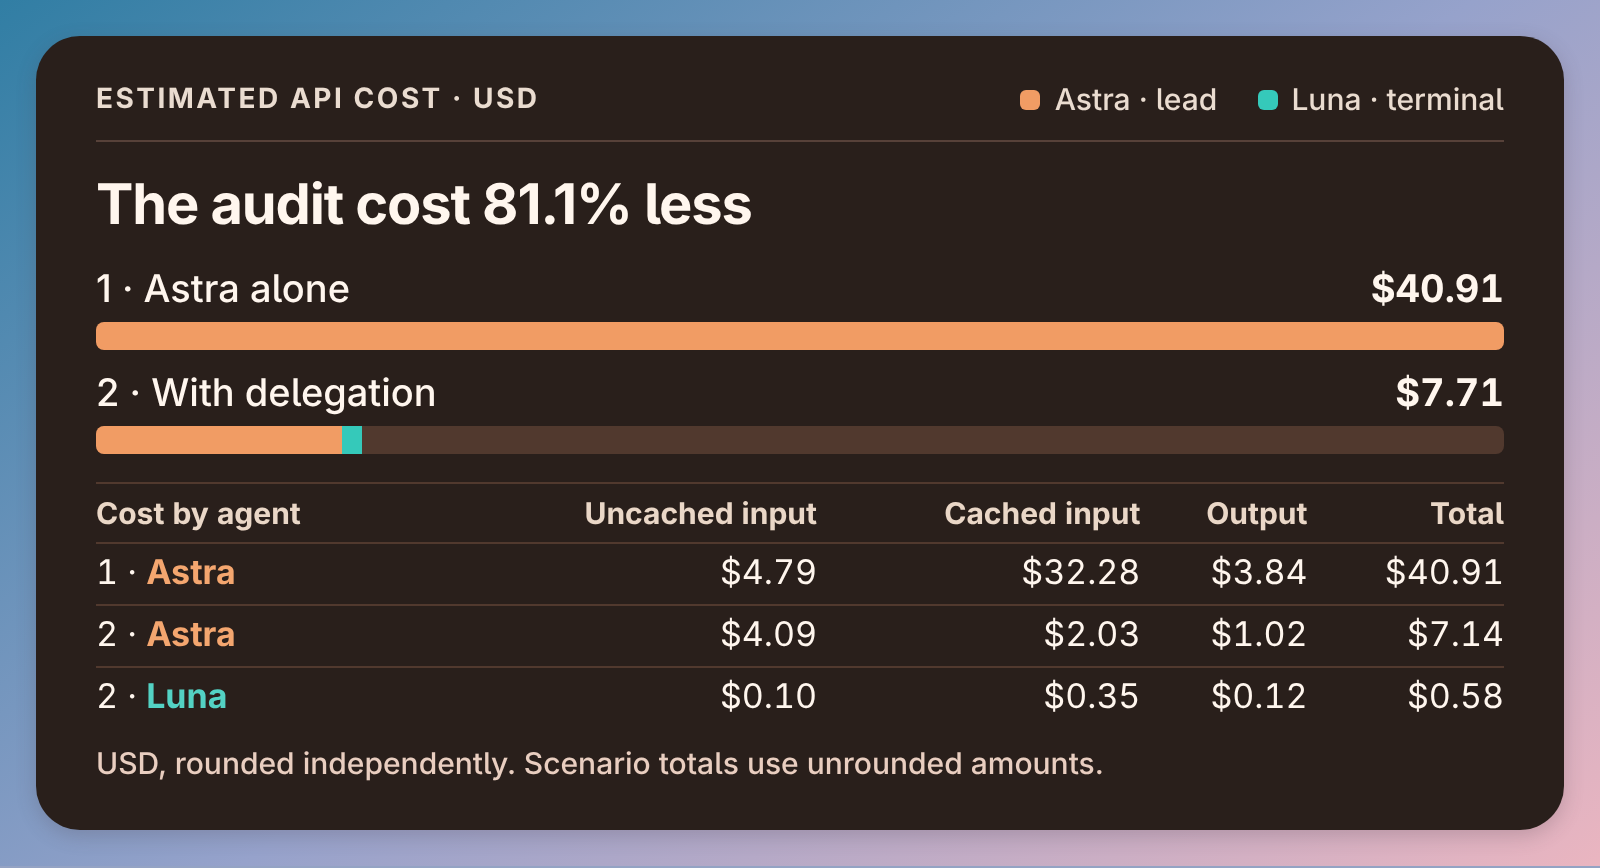 ESTIMATED API COST · USD
Astra · lead
Luna · terminal
The audit cost 81.1% less
1 · Astra alone $40.91
2 · With delegation $7.71
Cost by agent Uncached input Cached input Output Total
1 · Astra $4.79 $32.28 $3.84 $40.91
2 · Astra $4.09 $2.03 $1.02 $7.14
2 · Luna $0.10 $0.35 $0.12 $0.58
USD, rounded independently. Scenario totals use unrounded amounts.